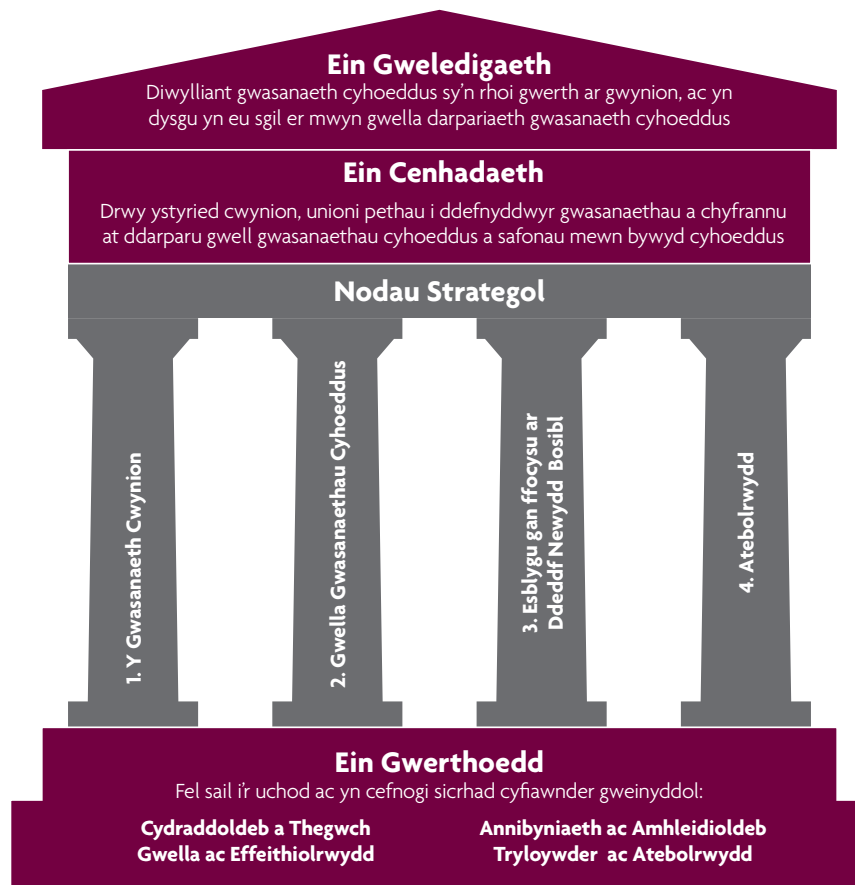 Ein Gweledigaeth
Diwylliant gwasanaeth cyhoeddus sy'n rhoi gwerth ar gwynion, ac yn
dysgu yn eu sgil er mwyn gwella darpariaeth gwasanaeth cyhoeddus
Ein Cenhadaeth
Drwy ystyried cwynion, unioni pethau i ddefnyddwyr gwasanaethau a chyfrannu
at ddarparu gwell gwasanaethau cyhoeddus a safonau mewn bywyd cyhoeddus
Nodau Strategol
1. Y Gwasanaeth Cwynion
2. Gwella Gwasanaethau Cyhoeddus
3. Esblygu gan ffocysu ar
Ddeddf Newydd Bosibl
4. Atebolrwydd
Ein Gwerthoedd
Fel sail i'r uchod ac yn cefnogi sicrhad cyfiawnder gweinyddol:
Cydraddoldeb a Thegwch
Gwella ac Effeithiolrwydd
Annibyniaeth ac Amhleidioldeb
Tryloywder ac Atebolrwydd